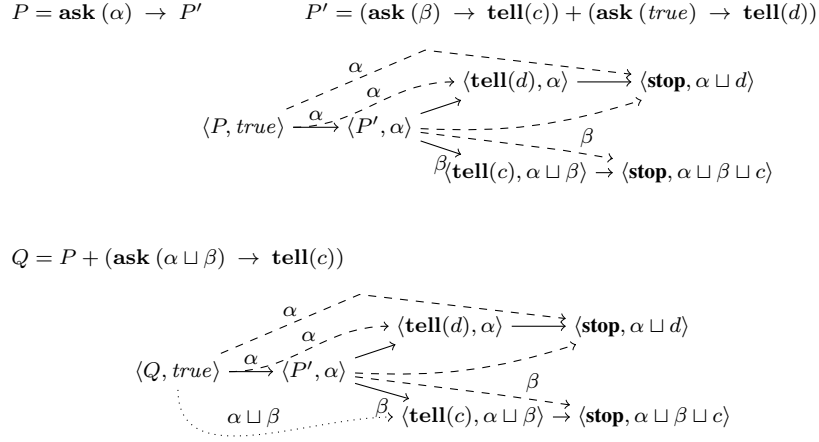 P = ask (α) → P′ P′ = (ask (β) → tell(c)) + (ask (true) → tell(d))
α
α
⟨tell(d), α⟩ ⟨stop, α ⊔ d⟩
α
⟨P, true⟩ ⟨P′, α⟩
β
β
⟨tell(c), α ⊔ β⟩ → ⟨stop, α ⊔ β ⊔ c⟩
Q = P + (ask (α ⊔ β) → tell(c))
α
α
⟨tell(d), α⟩ ⟨stop, α ⊔ d⟩
α
⟨Q, true⟩ ⟨P′, α⟩
β
α ⊔ β
β
⟨tell(c), α ⊔ β⟩ → ⟨stop, α ⊔ β ⊔ c⟩